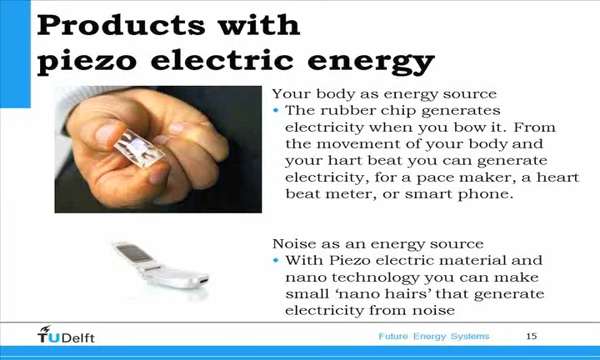 Products with
piezo electric energy
Your body as energy source
• The rubber chip generates
electricity when you bow it. From
the movement of your body and
your hart beat you can generate
electricity, for a pace maker, a heart
beat meter, or smart phone.
Noise as an energy source
• With Piezo electric material and
nano technology you can make
small ‘nano hairs’ that generate
electricity from noise
TU Delft
Future Energy Systems 15